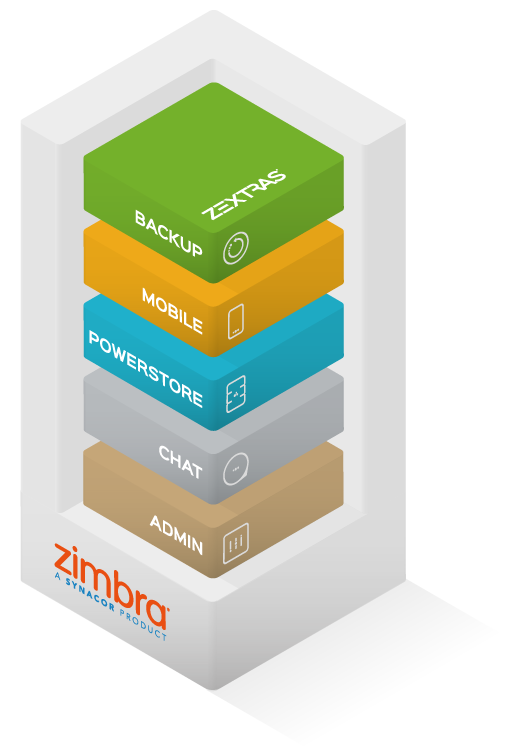 ZEXTRAS
BACKUP
MOBILE
POWERSTORE
CHAT
ADMIN
zimbra
A SYNACOR PRODUCT